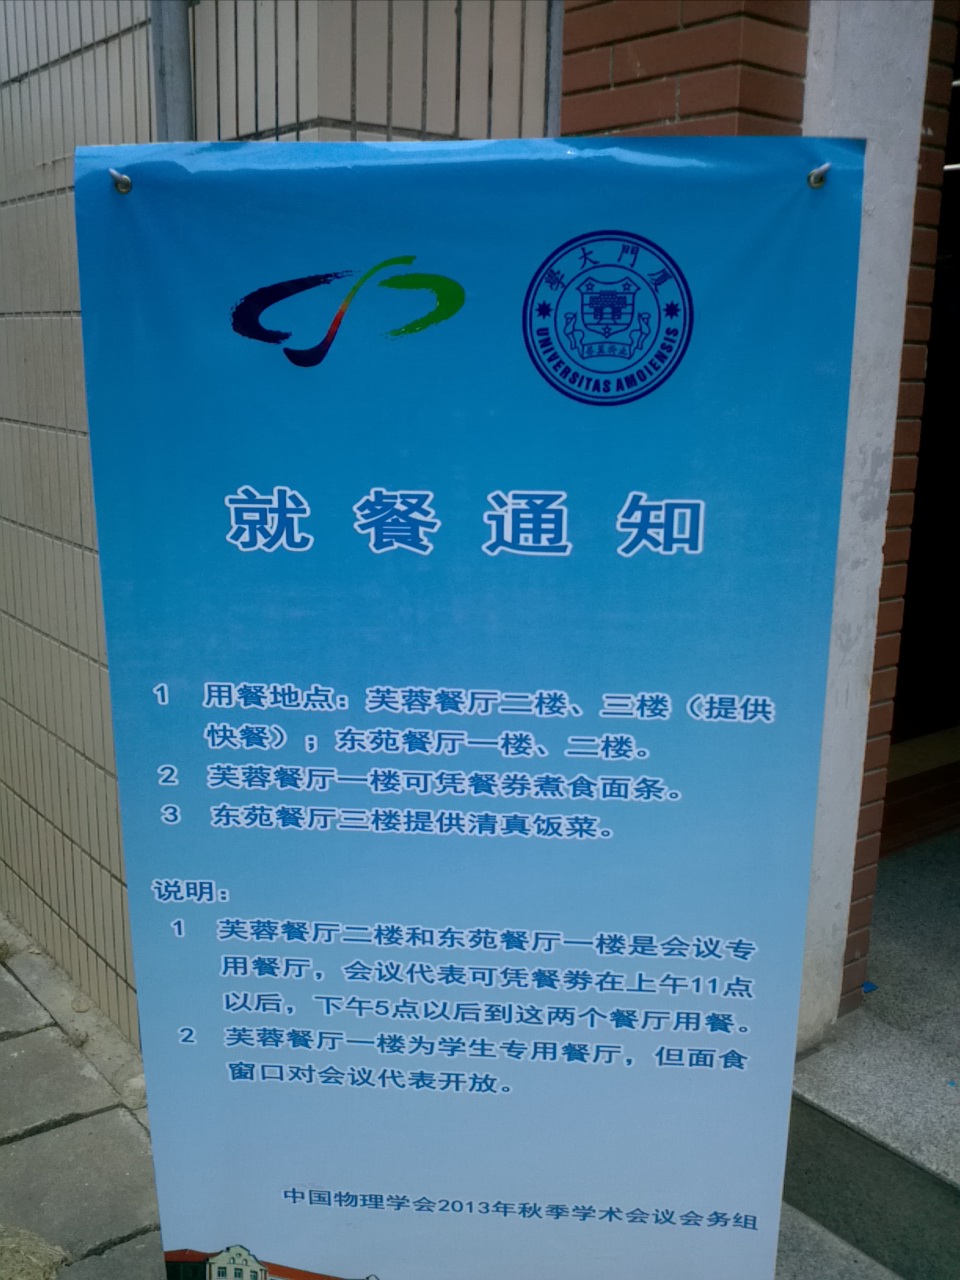 廈門大學
UNIVERSITAS AMOIENSIS
就餐通知
1 用餐地点：芙蓉餐厅二楼、三楼（提供
快餐）；东苑餐厅一楼、二楼。
2 芙蓉餐厅一楼可凭餐券煮食面条。
3 东苑餐厅三楼提供清真饭菜。
说明：
1 芙蓉餐厅二楼和东苑餐厅一楼是会议专
用餐厅，会议代表可凭餐券在上午11点
以后，下午5点以后到这两个餐厅用餐。
2 芙蓉餐厅一楼为学生专用餐厅，但面食
窗口对会议代表开放。
中国物理学会2013年秋季学术会议会务组